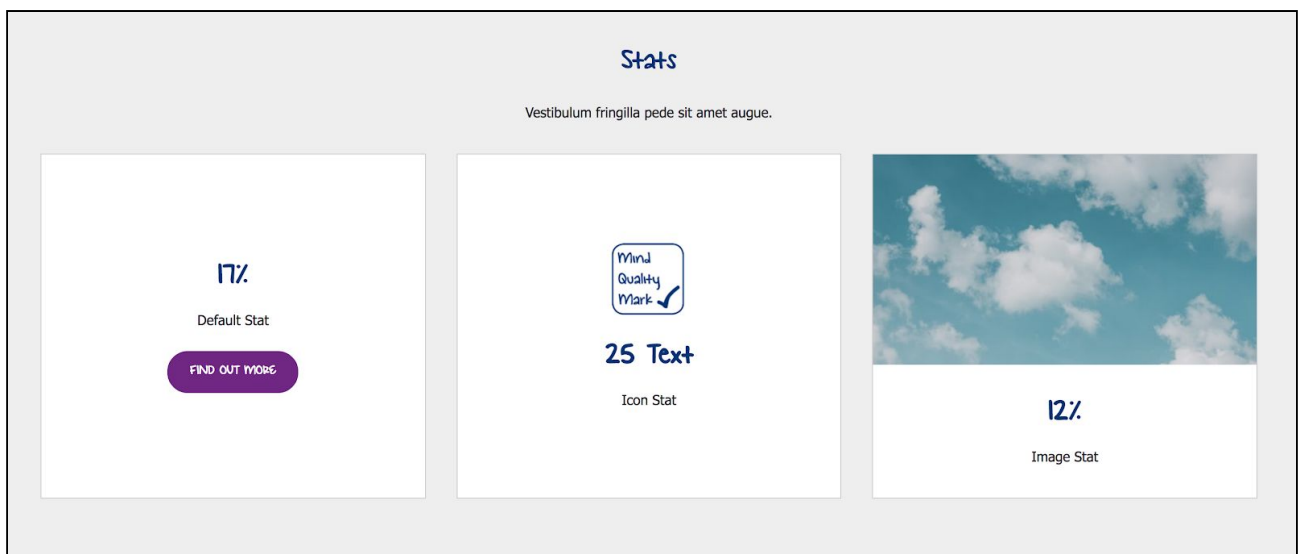 Stats
Vestibulum fringilla pede sit amet augue.
17%
Default Stat
FIND OUT MORE
Mind
Quality
Mark
25 Text
Icon Stat
12%
Image Stat